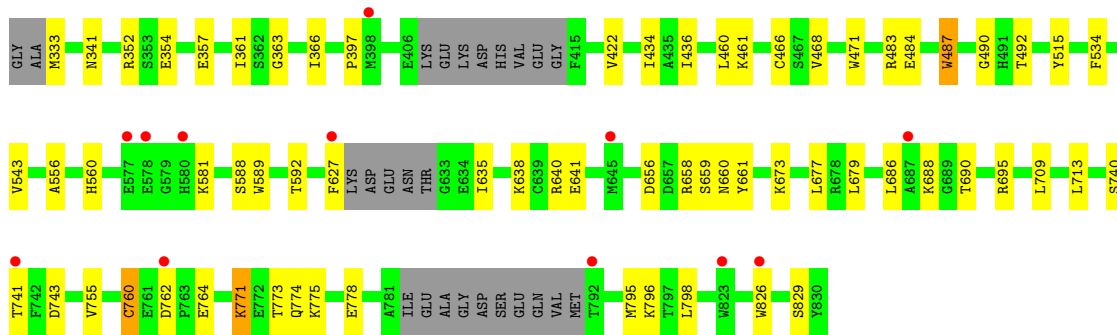 GLY ALA M333 N341 R352 S353 E354 E357 I361 S362 G363 I366 P397 M398 E406 LYS GLU LYS ASP HIS VAL GLU GLY F415 V422 I434 A435 I436 L460 K461 C466 S467 V468 W471 R483 E484 W487 G490 H491 T492 Y515 F534
V543 A556 H560 E577 E578 G579 H580 K581 S588 W589 T592 F627 LYS ASP GLU ASN THR G633 E634 I635 K638 C639 R640 E641 M645 D656 D657 R658 S659 N660 Y661 K673 L677 R678 L679 L686 A687 K688 G689 T690 R695 L709 L713 S740
T741 F742 D743 V755 C760 E761 D762 P763 E764 K771 E772 T773 Q774 K775 E778 A781 ILE GLU ALA GLY ASP SER GLU GLN VAL MET T792 M795 K796 T797 L798 W823 W826 S829 Y830